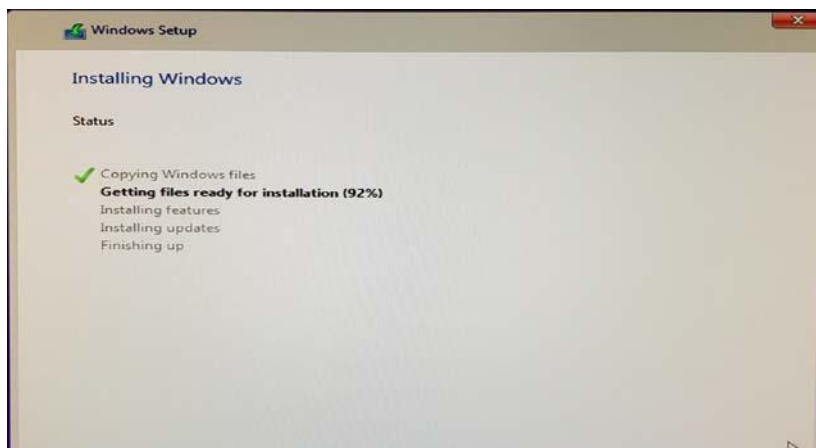 Windows Setup
Installing Windows
Status
Copying Windows files
Getting files ready for installation (92%)
Installing features
Installing updates
Finishing up